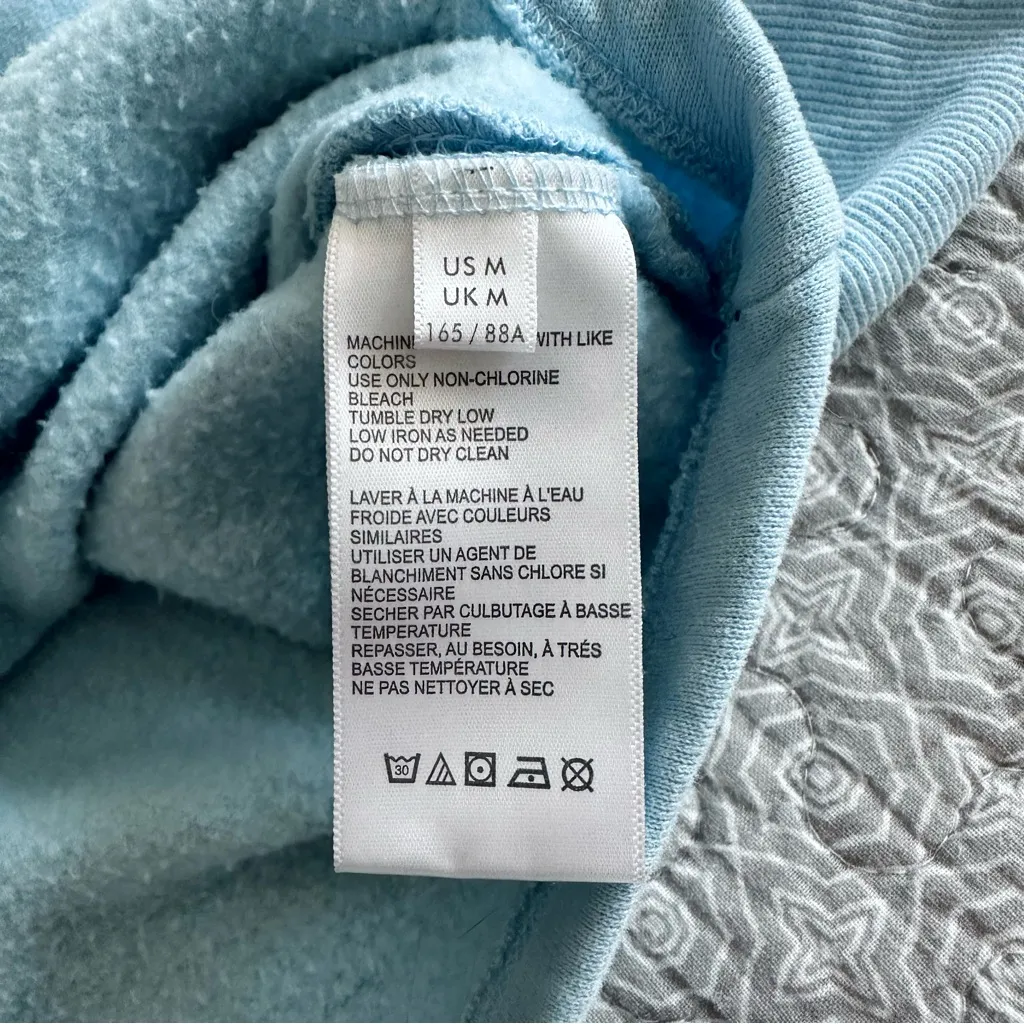 US M
UK M
165 / 88A
MACHIN WITH LIKE
COLORS
USE ONLY NON-CHLORINE
BLEACH
TUMBLE DRY LOW
LOW IRON AS NEEDED
DO NOT DRY CLEAN
LAVER À LA MACHINE À L'EAU
FROIDE AVEC COULEURS
SIMILAIRES
UTILISER UN AGENT DE
BLANCHIMENT SANS CHLORE SI
NÉCESSAIRE
SECHER PAR CULBUTAGE À BASSE
TEMPERATURE
REPASSER, AU BESOIN, À TRÉS
BASSE TEMPÉRATURE
NE PAS NETTOYER À SEC
30